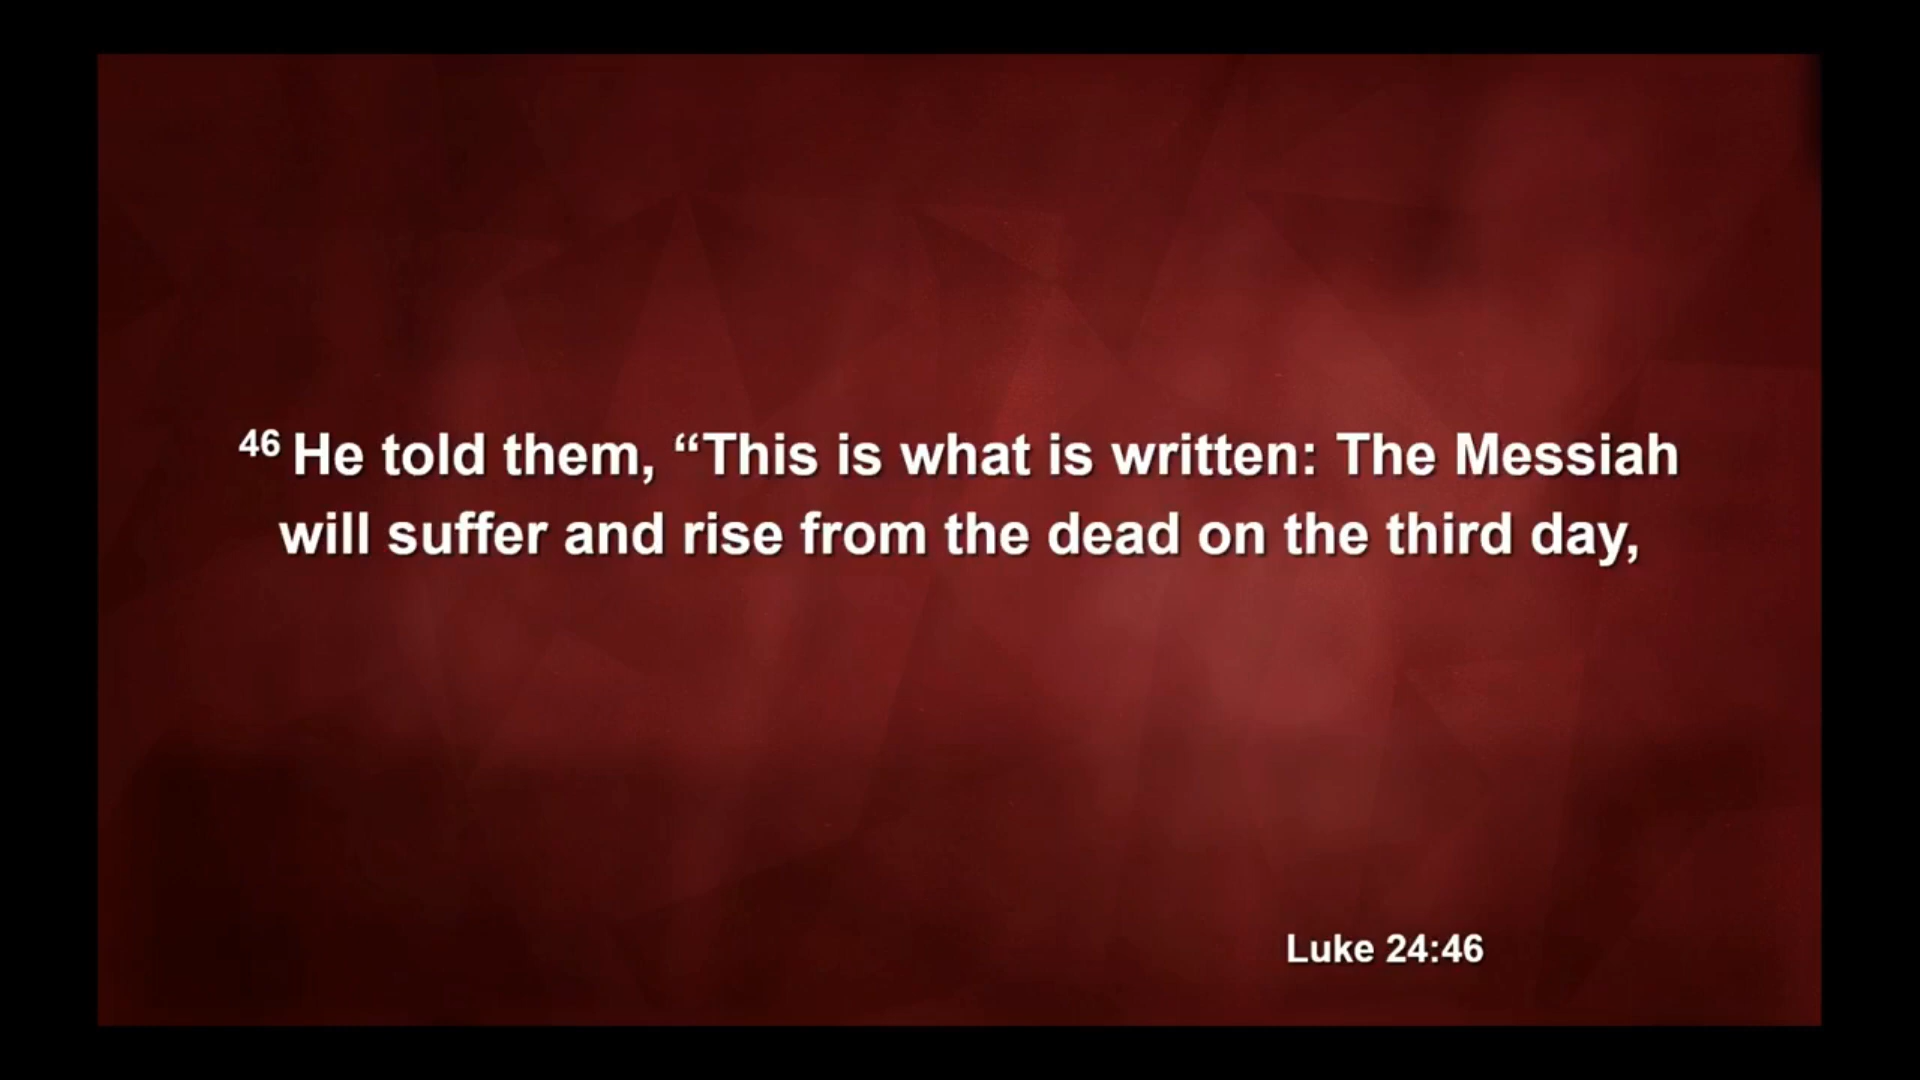 46 He told them, “This is what is written: The Messiah
will suffer and rise from the dead on the third day,
Luke 24:46